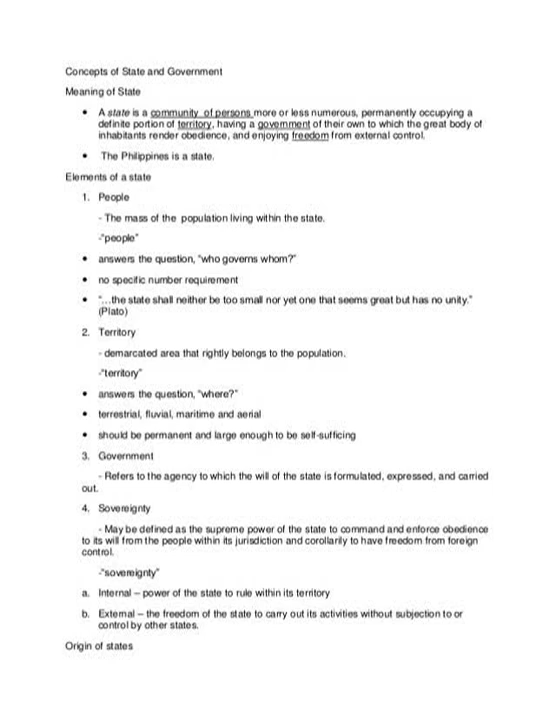 Concepts of State and Government
Meaning of State
• A state is a community of persons more or less numerous, permanently occupying a
definite portion of territory, having a government of their own to which the great body of
inhabitants render obedience, and enjoying freedom from external control.
• The Philippines is a state.
Elements of a state
1. People
- The mass of the population living within the state.
-"people"
• answers the question, "who governs whom?"
• no specific number requirement
• "…the state shall neither be too small nor yet one that seems great but has no unity."
(Plato)
2. Territory
- demarcated area that rightly belongs to the population.
-"territory"
• answers the question, "where?"
• terrestrial, fluvial, maritime and aerial
• should be permanent and large enough to be self-sufficing
3. Government
- Refers to the agency to which the will of the state is formulated, expressed, and carried
out.
4. Sovereignty
- May be defined as the supreme power of the state to command and enforce obedience
to its will from the people within its jurisdiction and corollarily to have freedom from foreign
control.
-"sovereignty"
a. Internal – power of the state to rule within its territory
b. External – the freedom of the state to carry out its activities without subjection to or
control by other states.
Origin of states